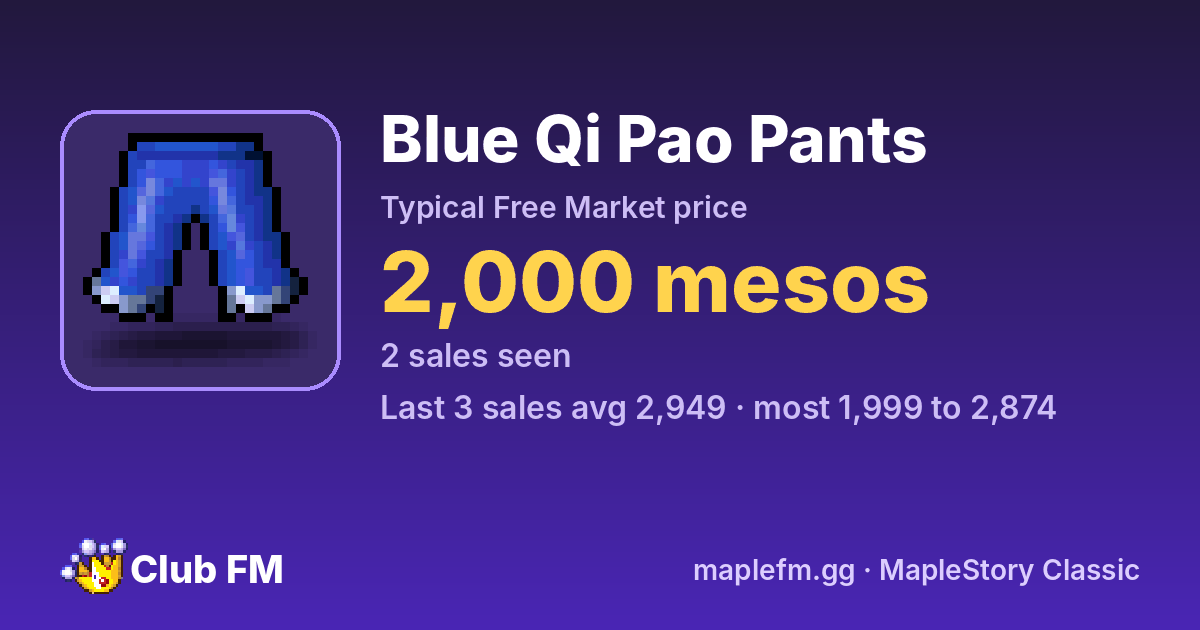 Blue Qi Pao Pants
Typical Free Market price
2,000 mesos
2 sales seen
Last 3 sales avg 2,949 · most 1,999 to 2,874
Club FM
maplefm.gg · MapleStory Classic